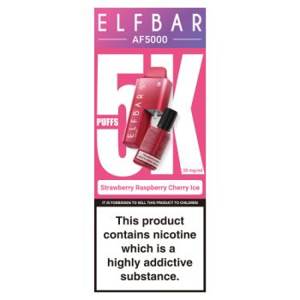 ELFBAR
AF5000
5K
PUFFS
20 mg/ml
Strawberry Raspberry Cherry Ice
IT IS FORBIDDEN TO SELL THIS PRODUCT TO CHILDREN
This product
contains nicotine
which is a
highly addictive
substance.